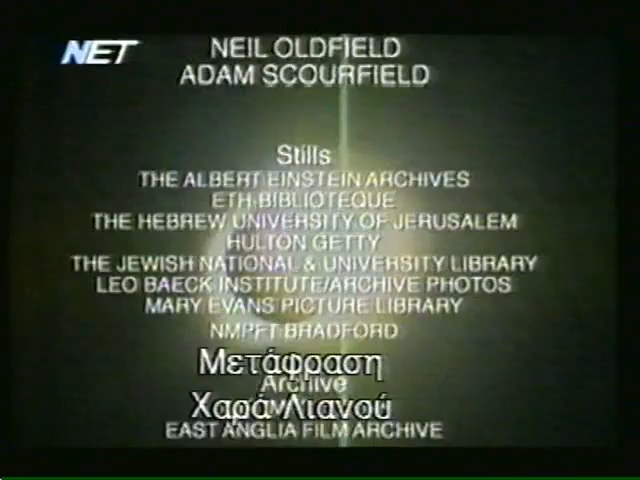 NET
NEIL OLDFIELD
ADAM SCOURFIELD
Stills
THE ALBERT EINSTEIN ARCHIVES
ETH BIBLIOTEQUE
THE HEBREW UNIVERSITY OF JERUSALEM
HULTON GETTY
THE JEWISH NATIONAL & UNIVERSITY LIBRARY
LEO BAECK INSTITUTE/ARCHIVE PHOTOS
MARY EVANS PICTURE LIBRARY
NMPFT BRADFORD
Μετάφραση
Archive
Χαρά Λιανού
EAST ANGLIA FILM ARCHIVE